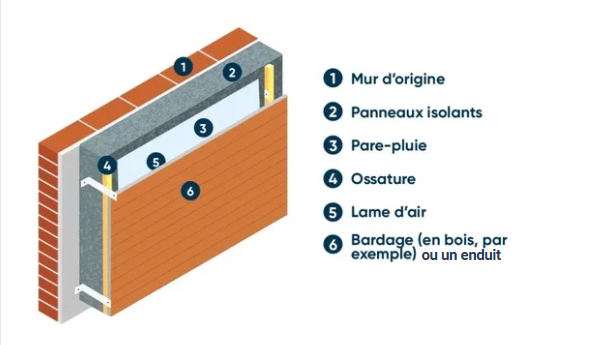 1
2
3
4
5
6
1 Mur d'origine
2 Panneaux isolants
3 Pare-pluie
4 Ossature
5 Lame d'air
6 Bardage (en bois, par
exemple) ou un enduit